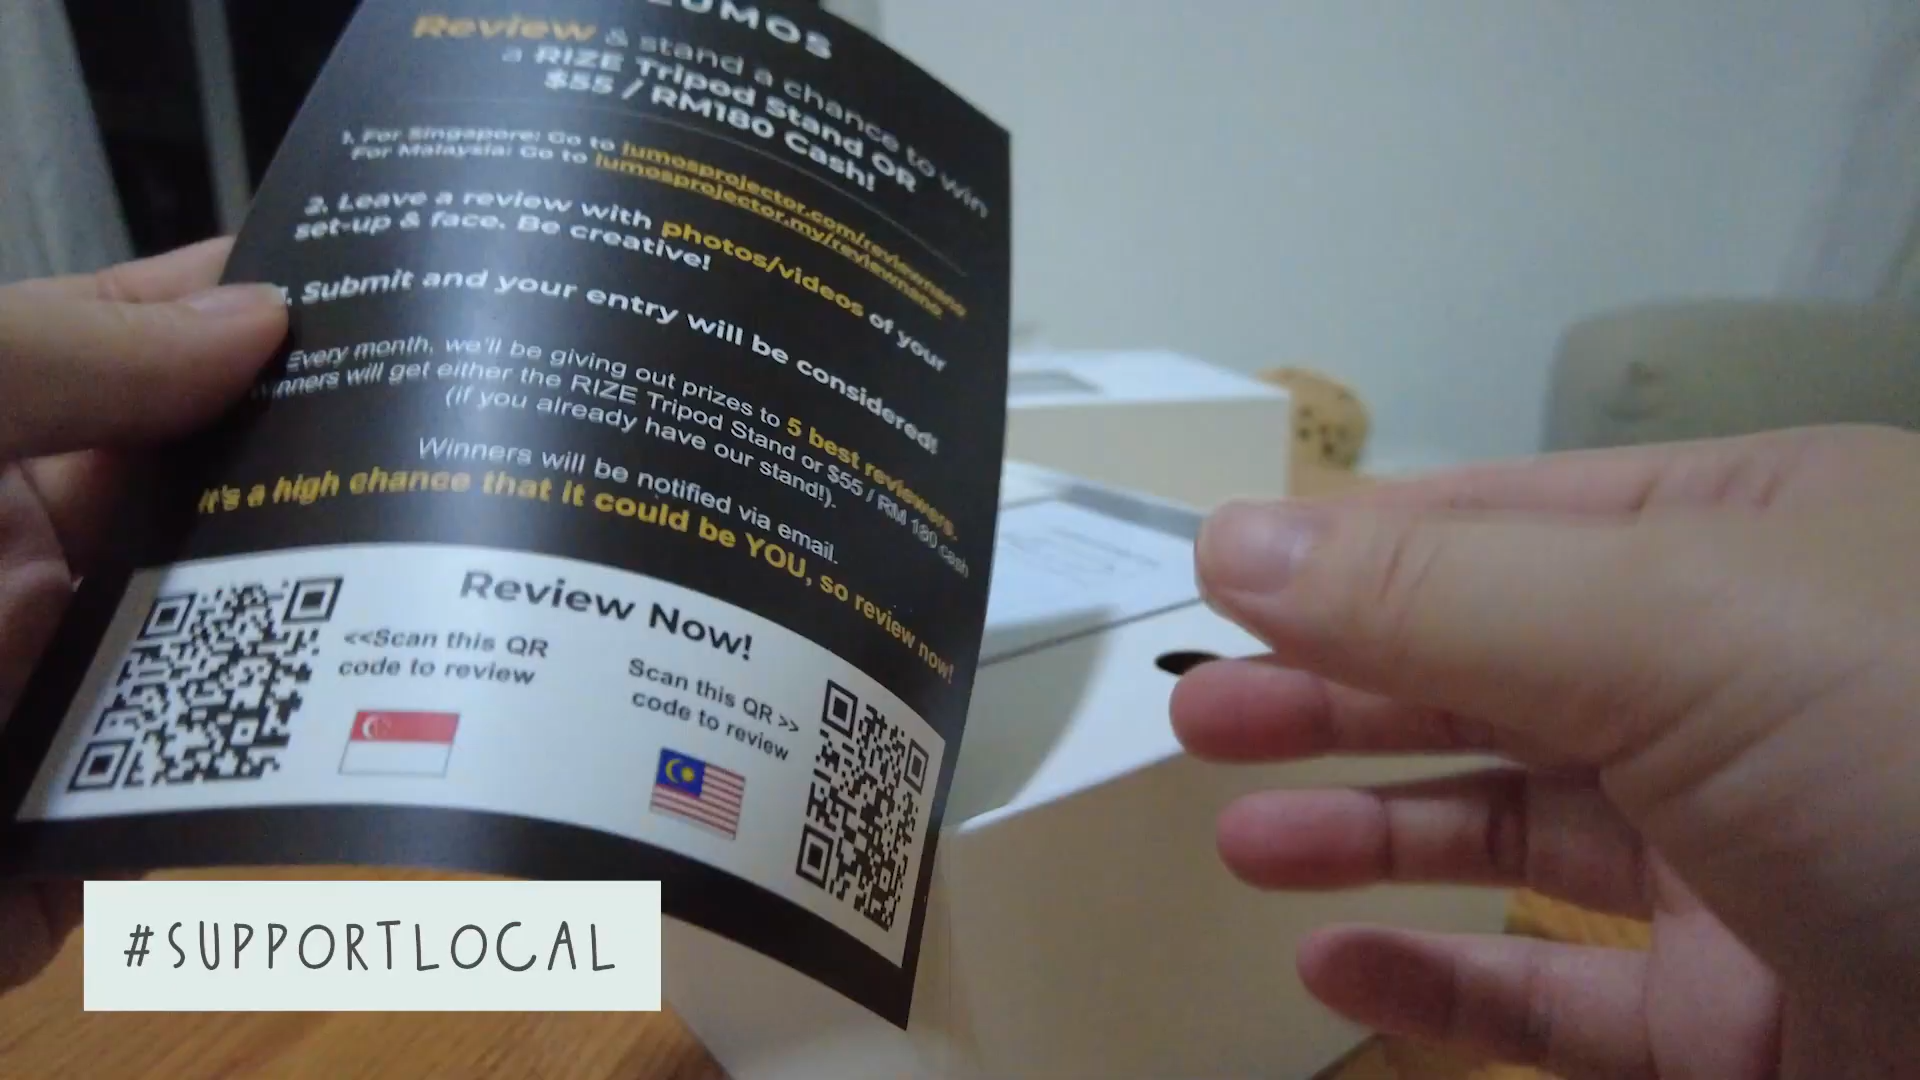 LUMOS
Review & stand a chance to win
a RIZE Tripod Stand OR
$55 / RM180 Cash!
1. For Singapore: Go to lumosprojector.com/reviewnano
For Malaysia: Go to lumosprojector.my/reviewnano
2. Leave a review with photos/videos of your
set-up & face. Be creative!
Submit and your entry will be considered!
Every month, we'll be giving out prizes to 5 best reviewers.
Winners will get either the RIZE Tripod Stand or $55 / RM 180 cash
(if you already have our stand!).
Winners will be notified via email.
It's a high chance that it could be YOU, so review now!
Review Now!
<<Scan this QR
code to review
Scan this QR >>
code to review
#SUPPORTLOCAL